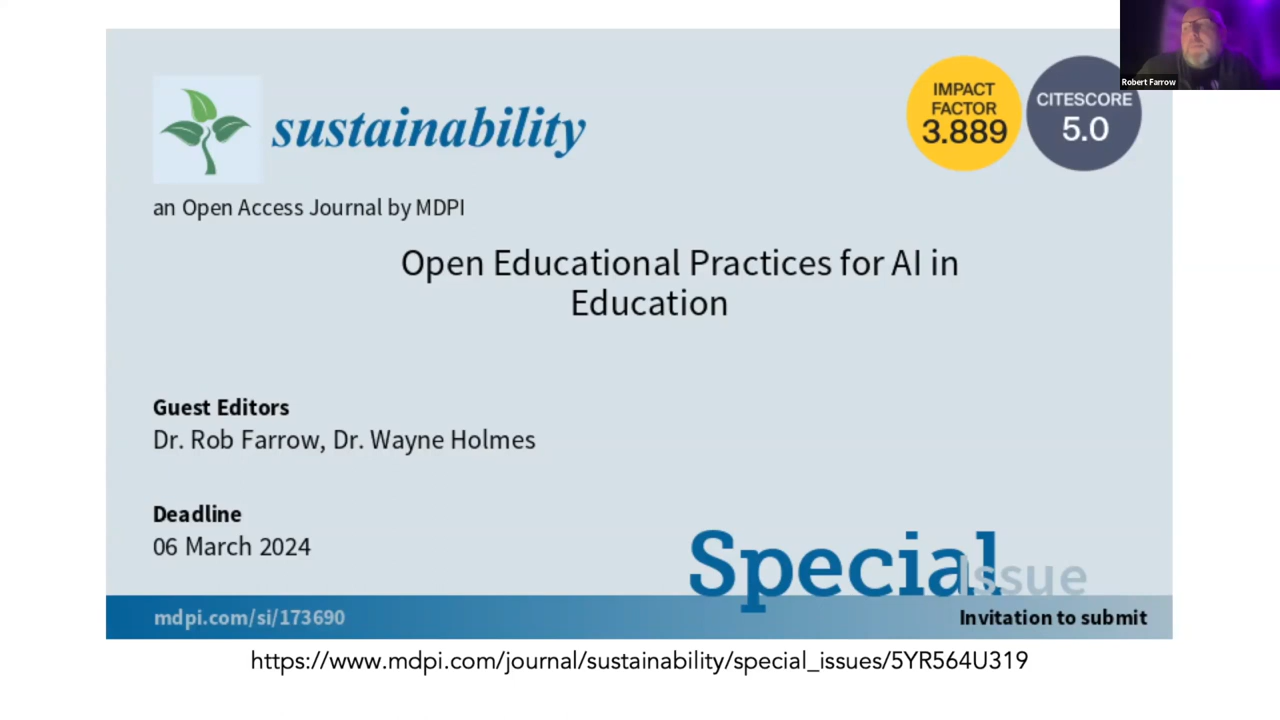 sustainability
IMPACT
FACTOR
3.889
CITESCORE
5.0
Robert Farrow
an Open Access Journal by MDPI
Open Educational Practices for AI in
Education
Guest Editors
Dr. Rob Farrow, Dr. Wayne Holmes
Deadline
06 March 2024
Special Issue
mdpi.com/si/173690
Invitation to submit
https://www.mdpi.com/journal/sustainability/special_issues/5YR564U319